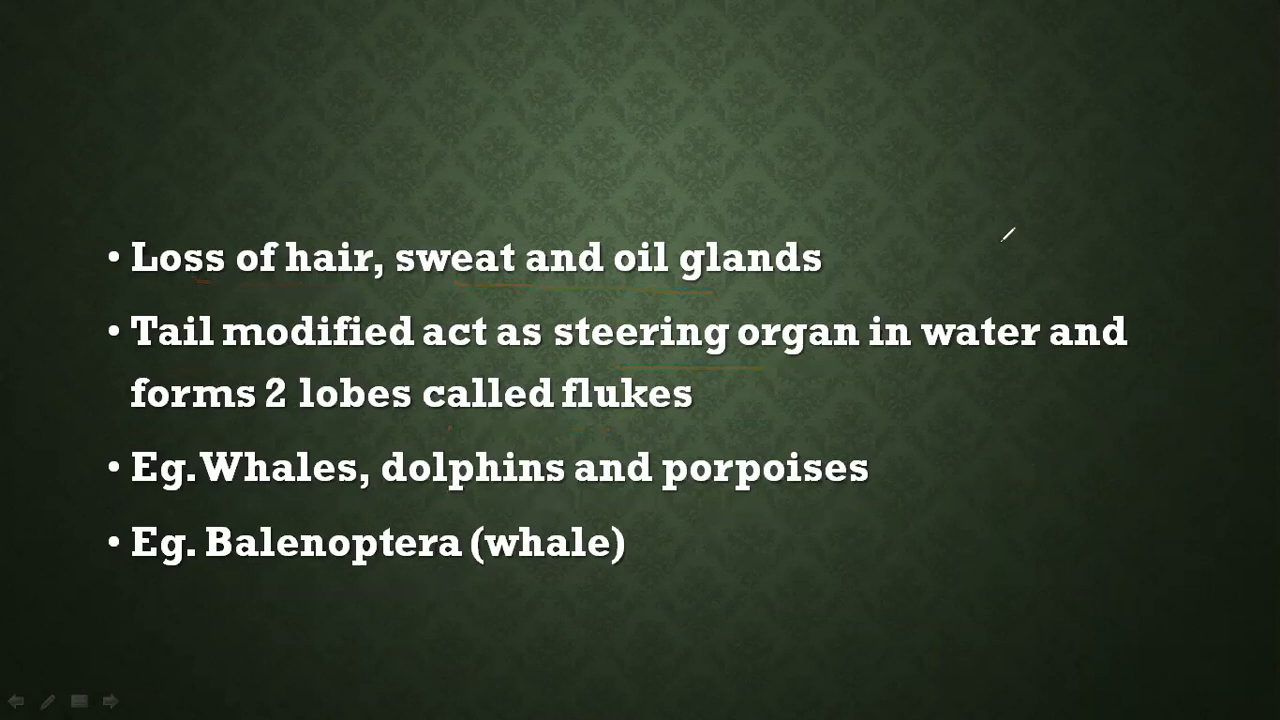 • Loss of hair, sweat and oil glands
• Tail modified act as steering organ in water and
forms 2 lobes called flukes
• Eg. Whales, dolphins and porpoises
• Eg. Balenoptera (whale)